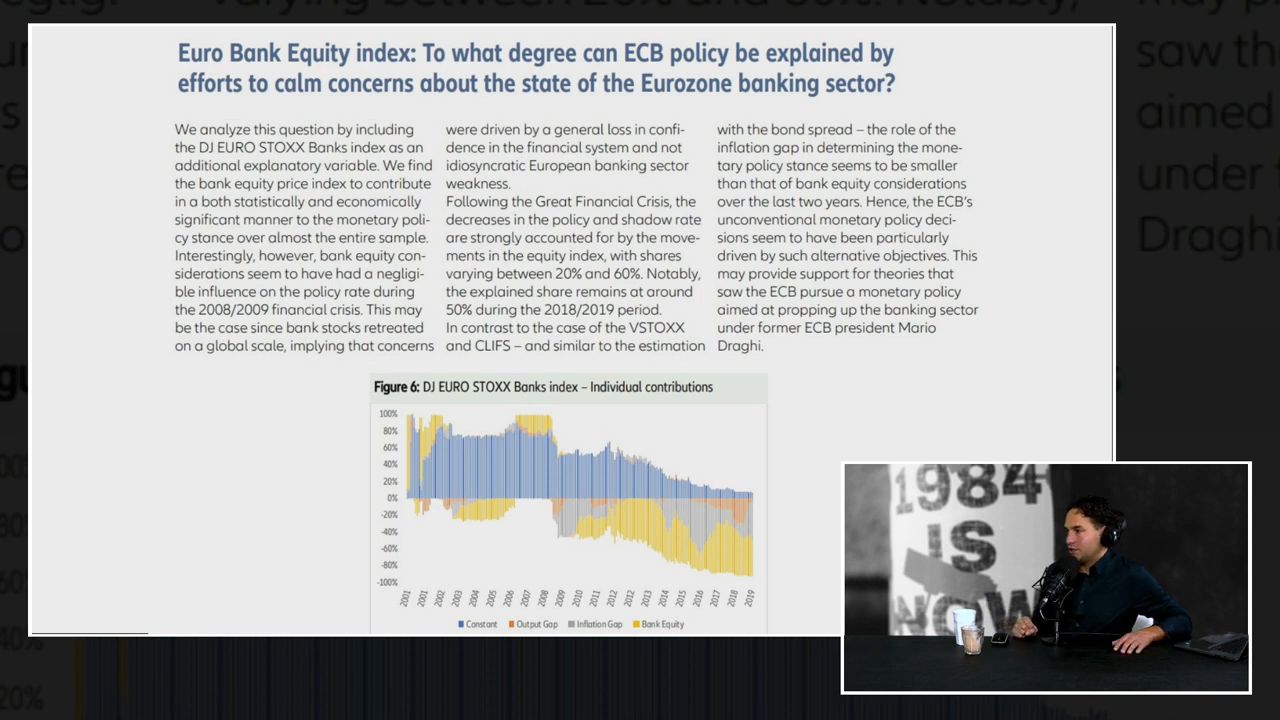 Euro Bank Equity index: To what degree can ECB policy be explained by
efforts to calm concerns about the state of the Eurozone banking sector?
We analyze this question by including
the DJ EURO STOXX Banks index as an
additional explanatory variable. We find
the bank equity price index to contribute
in a both statistically and economically
significant manner to the monetary poli-
cy stance over almost the entire sample.
Interestingly, however, bank equity con-
siderations seem to have had a negligi-
ble influence on the policy rate during
the 2008/2009 financial crisis. This may
be the case since bank stocks retreated
on a global scale, implying that concerns
were driven by a general loss in confi-
dence in the financial system and not
idiosyncratic European banking sector
weakness.
Following the Great Financial Crisis, the
decreases in the policy and shadow rate
are strongly accounted for by the move-
ments in the equity index, with shares
varying between 20% and 60%. Notably,
the explained share remains at around
50% during the 2018/2019 period.
In contrast to the case of the VSTOXX
and CLIFS – and similar to the estimation
with the bond spread – the role of the
inflation gap in determining the mone-
tary policy stance seems to be smaller
than that of bank equity considerations
over the last two years. Hence, the ECB's
unconventional monetary policy deci-
sions seem to have been particularly
driven by such alternative objectives. This
may provide support for theories that
saw the ECB pursue a monetary policy
aimed at propping up the banking sector
under former ECB president Mario
Draghi.
Figure 6: DJ EURO STOXX Banks index – Individual contributions
100%
80%
60%
40%
20%
0%
-20%
-40%
-60%
-80%
-100%
2001 2001 2002 2003 2004 2005 2006 2007 2008 2009 2010 2011 2012 2012 2013 2014 2015 2016 2017 2018 2019
Constant Output Gap Inflation Gap Bank Equity
1984
IS
NOW
saw th
aimed
under
Draghi
40%
20%